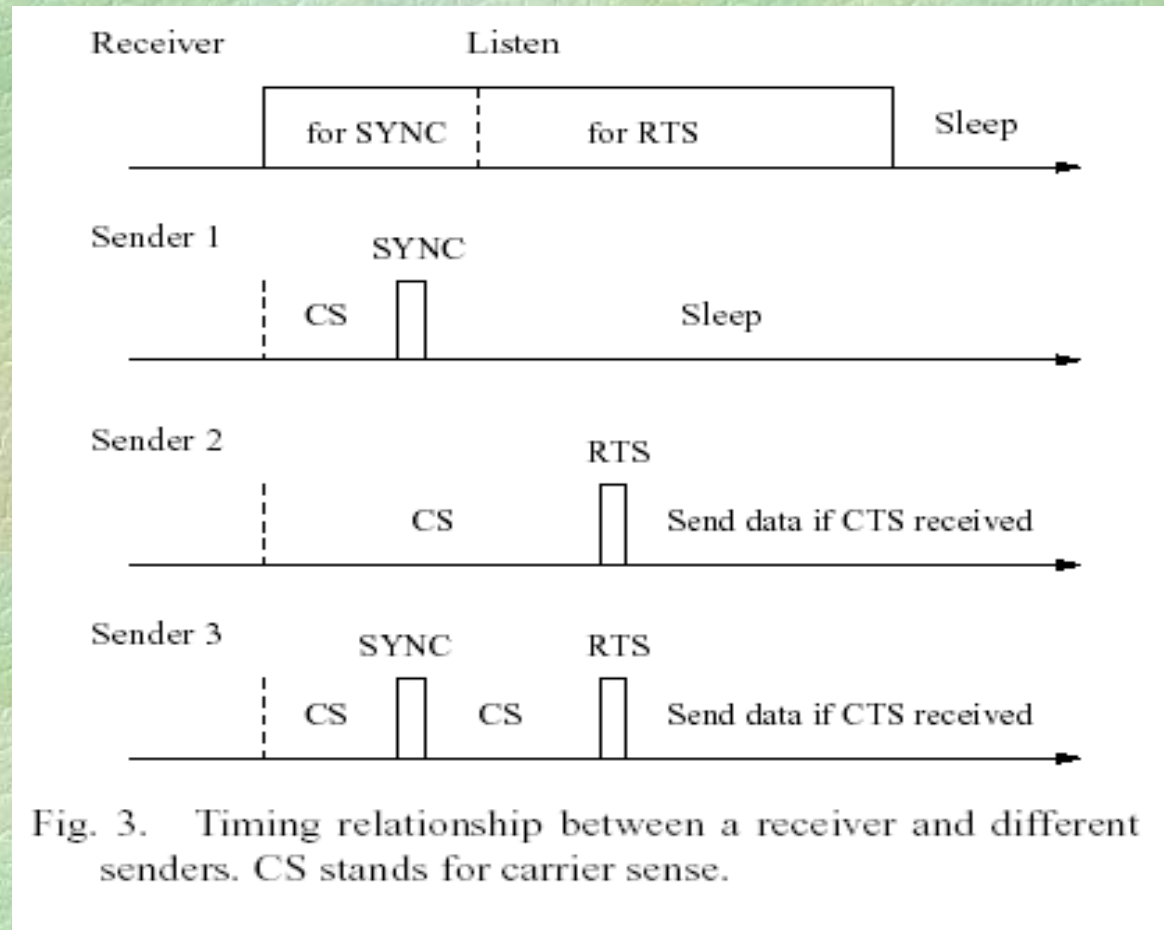 Receiver
Listen
for SYNC
for RTS
Sleep
Sender 1
SYNC
CS
Sleep
Sender 2
RTS
CS
Send data if CTS received
Sender 3
SYNC
RTS
CS
CS
Send data if CTS received
Fig. 3. Timing relationship between a receiver and different
senders. CS stands for carrier sense.